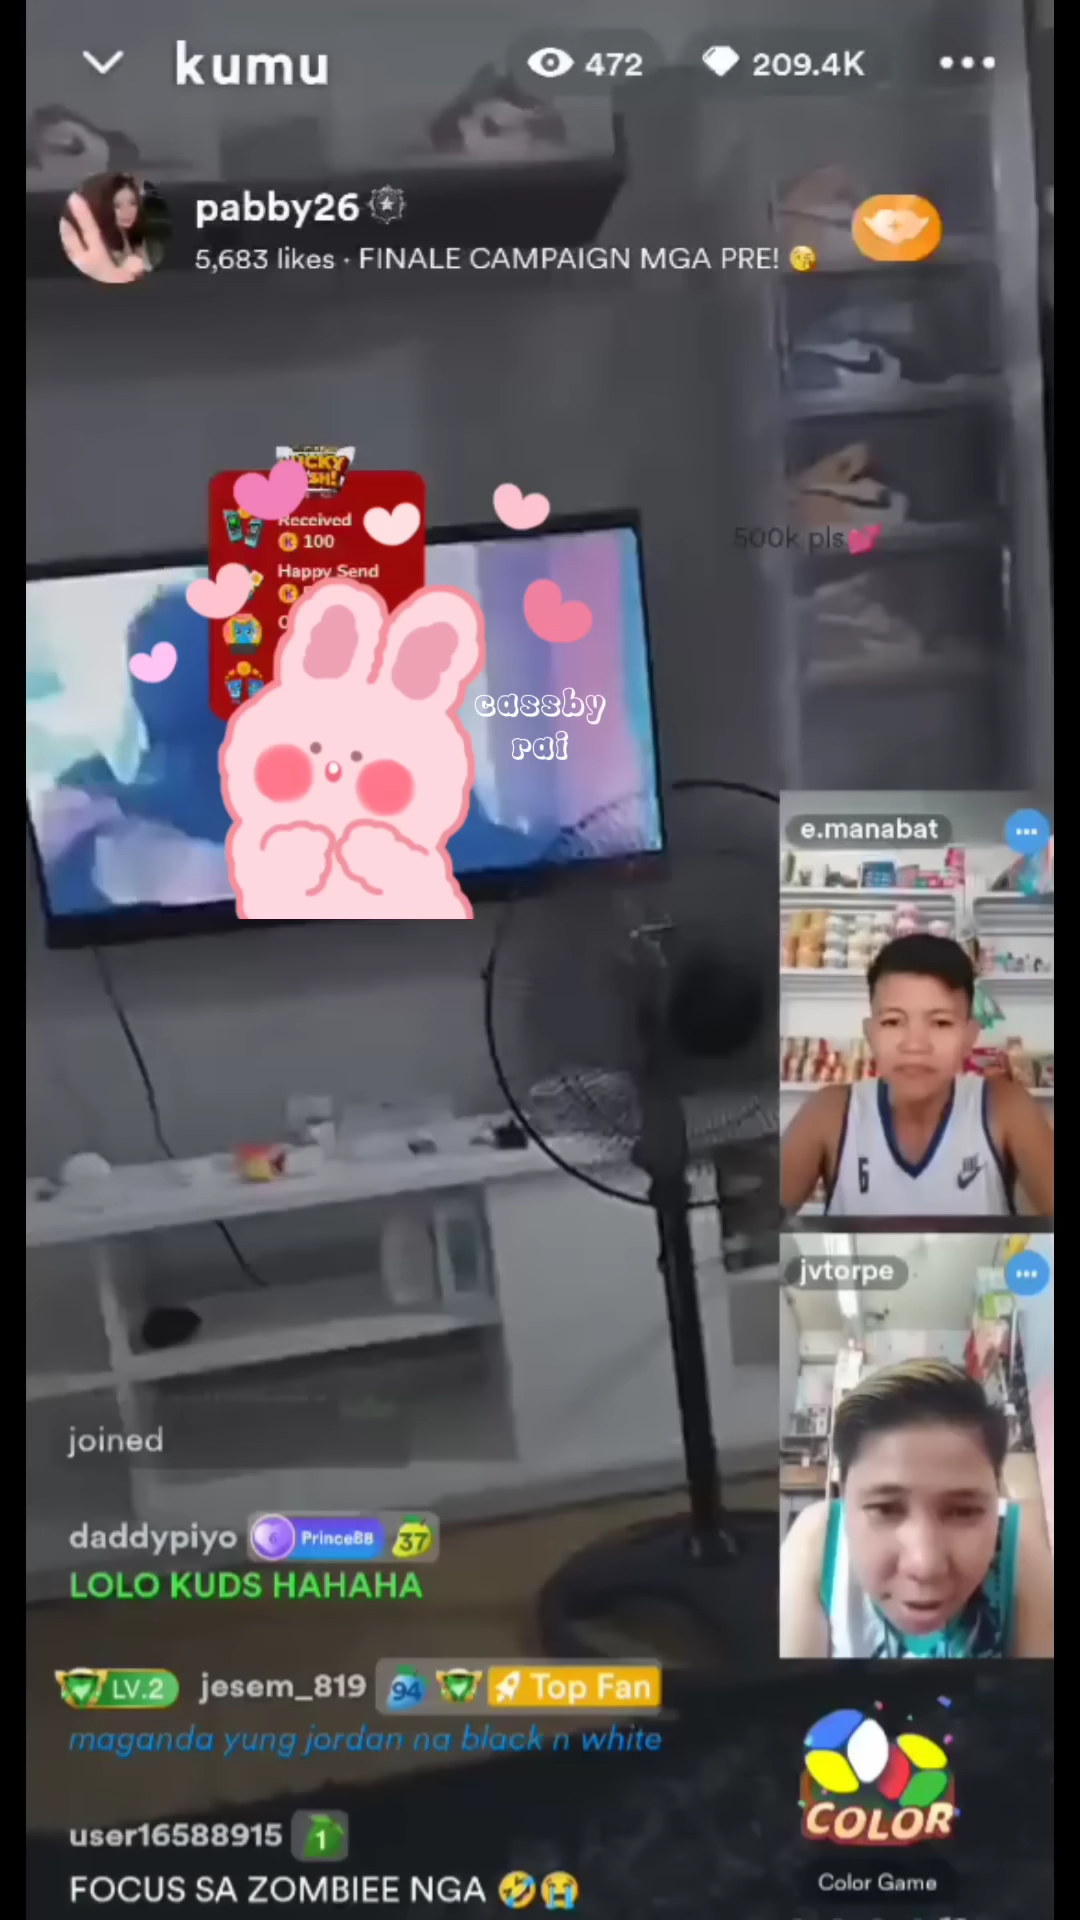 kumu
472
209.4K
pabby26
5,683 likes · FINALE CAMPAIGN MGA PRE! 😘
Received
100
Happy Send
500k pls💕
cassby
rai
e.manabat
6
jvtorpe
joined
daddypiyo Prince88 37
LOLO KUDS HAHAHA
LV.2 jesem_819 94 Top Fan
maganda yung jordan na black n white
user16588915 1
FOCUS SA ZOMBIEE NGA 🤣😭
COLOR
Color Game